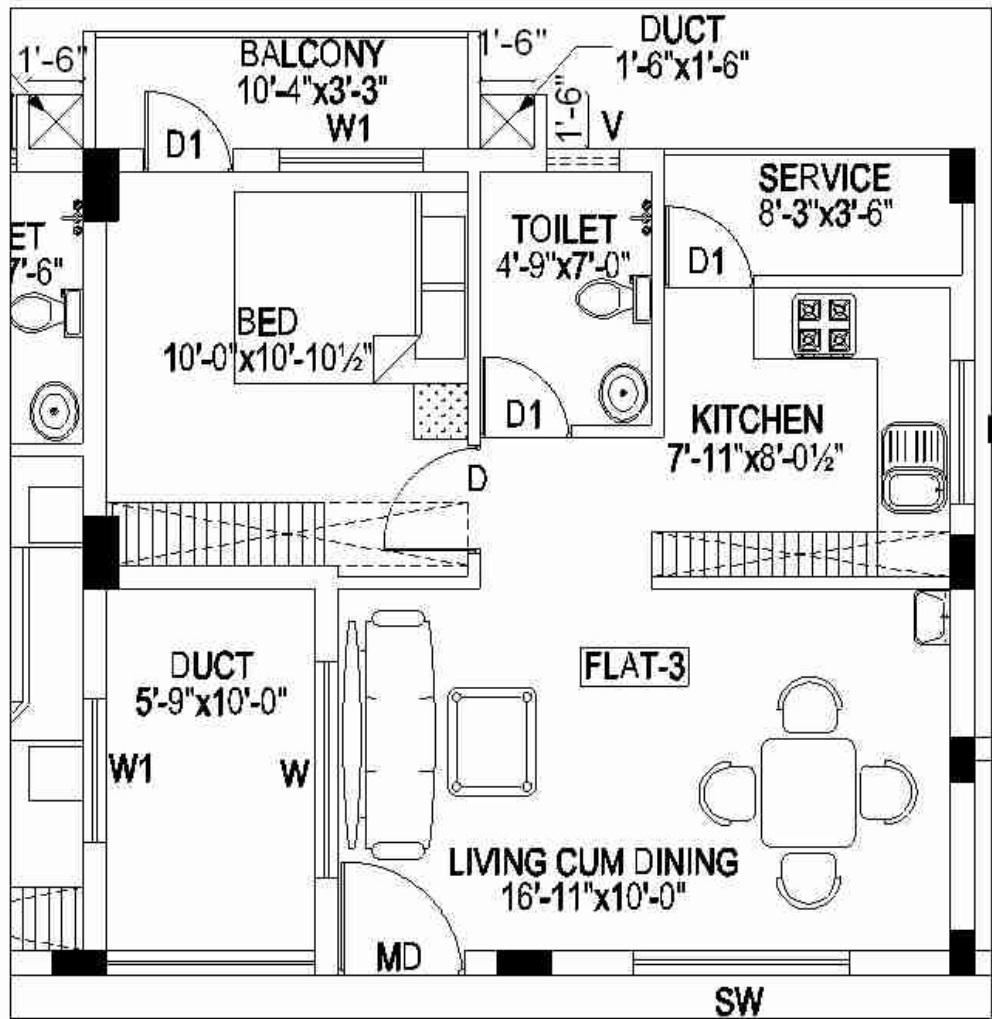 1'-6"
BALCONY
10'-4"x3'-3"
1'-6"
DUCT
1'-6"x1'-6"
D1
W1
1'-6"
V
SERVICE
8'-3"x3'-6"
ET
7'-6"
TOILET
4'-9"x7'-0"
D1
BED
10'-0"x10'-10½"
D1
KITCHEN
7'-11"x8'-0½"
D
DUCT
5'-9"x10'-0"
FLAT-3
W1
W
LIVING CUM DINING
16'-11"x10'-0"
MD
SW